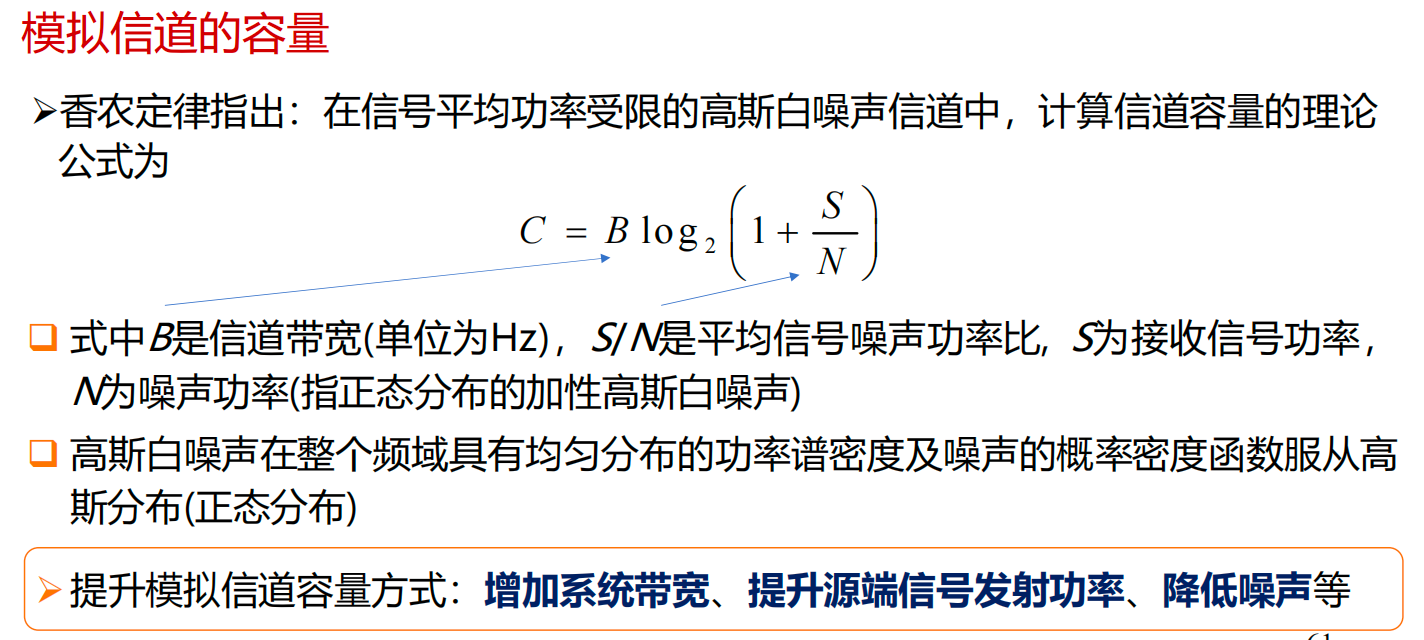 模拟信道的容量
➢香农定律指出：在信号平均功率受限的高斯白噪声信道中，计算信道容量的理论
公式为
C = B log₂ (1 + S/N)
❑ 式中B是信道带宽(单位为Hz)，S/N是平均信号噪声功率比, S为接收信号功率，
N为噪声功率(指正态分布的加性高斯白噪声)
❑ 高斯白噪声在整个频域具有均匀分布的功率谱密度及噪声的概率密度函数服从高
斯分布(正态分布)
➢提升模拟信道容量方式：增加系统带宽、提升源端信号发射功率、降低噪声等